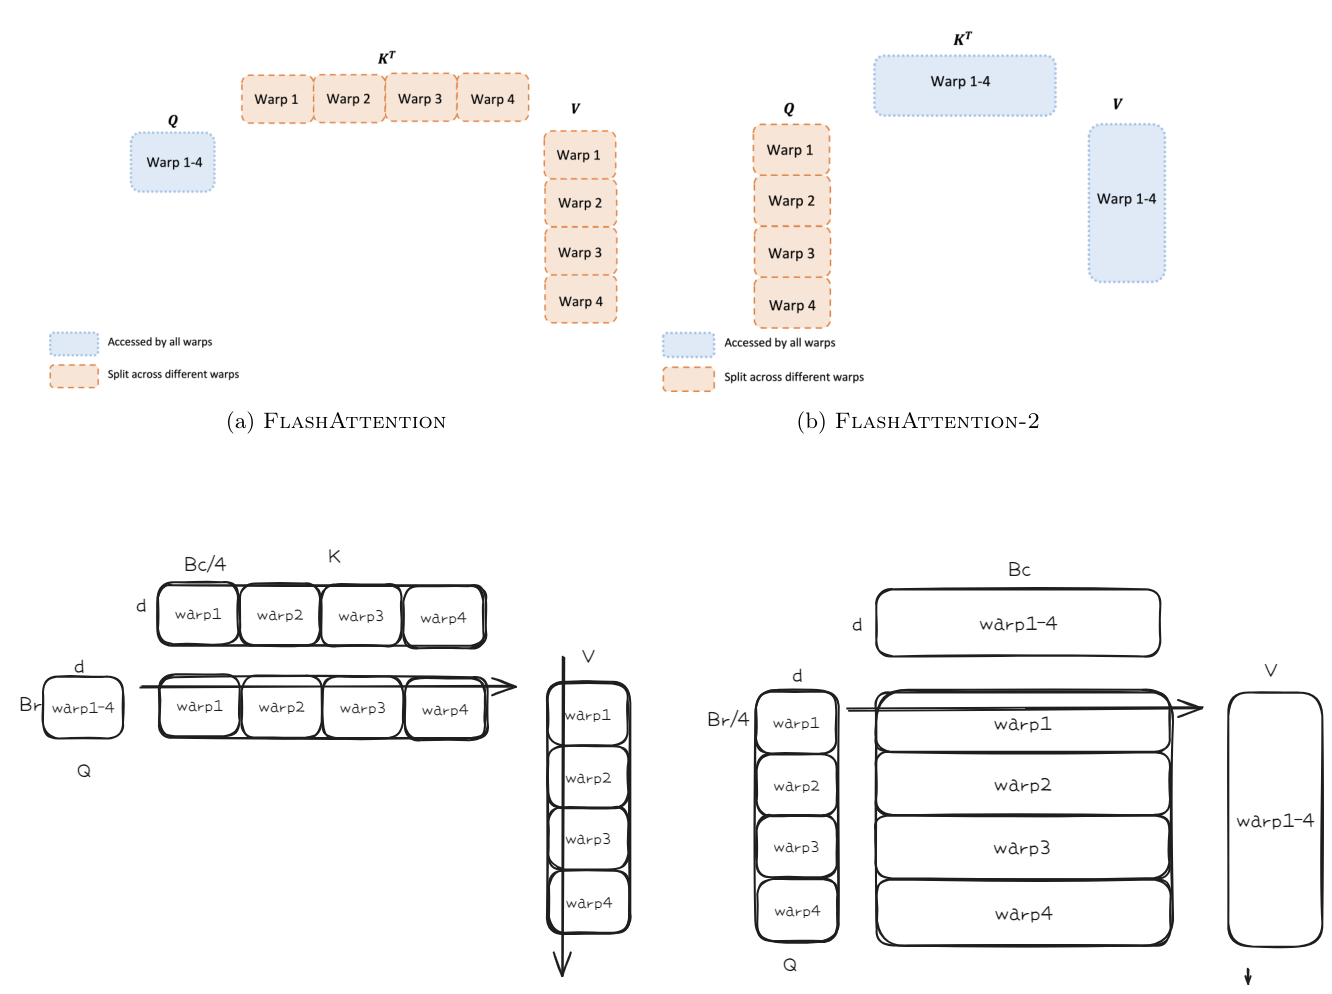 K^T
Warp 1 Warp 2 Warp 3 Warp 4
Q
Warp 1-4
V
Warp 1
Warp 2
Warp 3
Warp 4
Accessed by all warps
Split across different warps
(a) FLASHATTENTION
K^T
Warp 1-4
Q
Warp 1
Warp 2
Warp 3
Warp 4
V
Warp 1-4
Accessed by all warps
Split across different warps
(b) FLASHATTENTION-2
Bc/4 K
d
warp1 warp2 warp3 warp4
d
Br warp1-4
Q
warp1 warp2 warp3 warp4
V
warp1
warp2
warp3
warp4
Bc
d
warp1-4
d
Br/4
warp1
warp2
warp3
warp4
Q
warp1
warp2
warp3
warp4
V
warp1-4